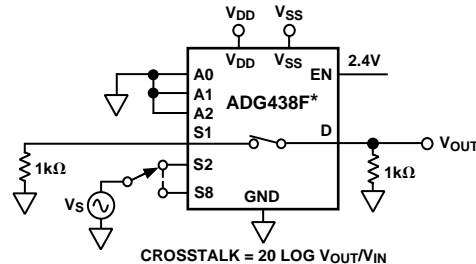 VDD VSS
VDD VSS
A0
A1
A2
EN 2.4V
ADG438F*
S1 D VOUT
1kΩ S2 1kΩ
VS S8
GND
CROSSTALK = 20 LOG VOUT/VIN